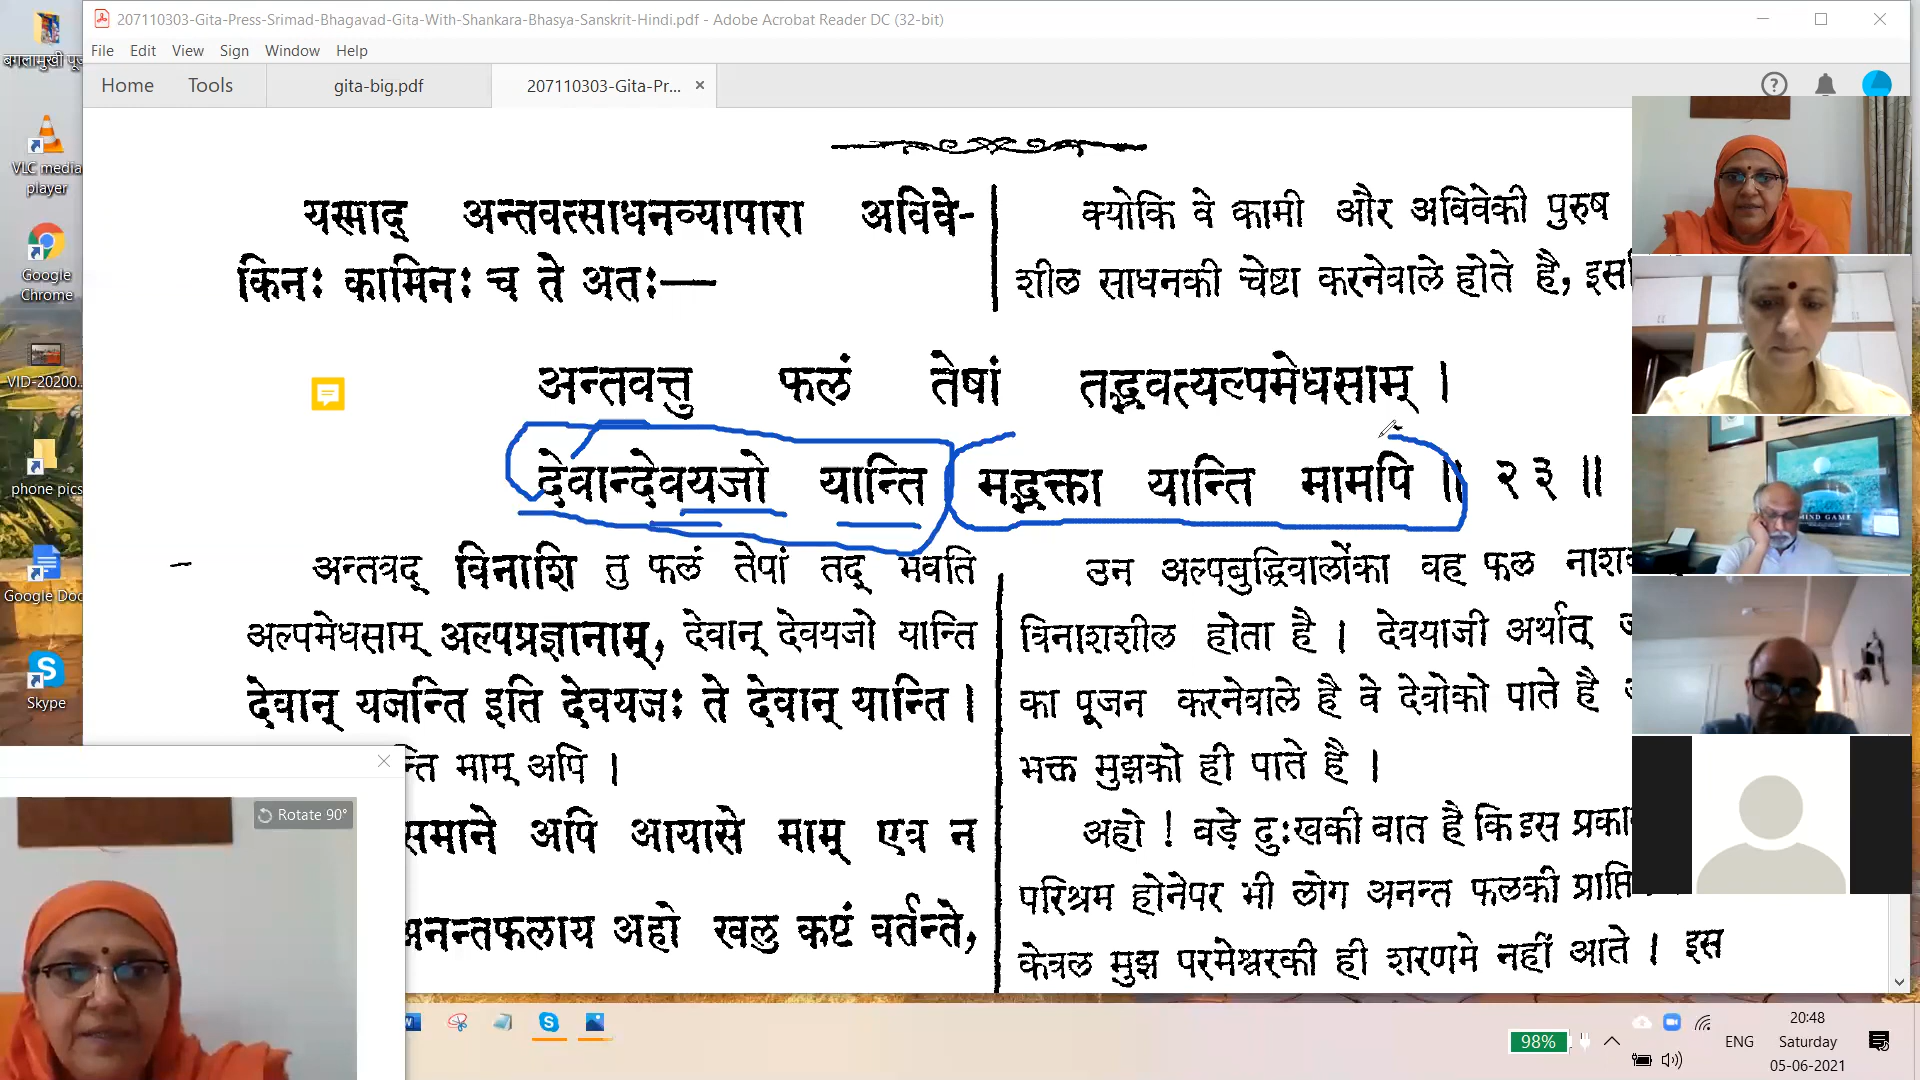 207110303-Gita-Press-Srimad-Bhagavad-Gita-With-Shankara-Bhasya-Sanskrit-Hindi.pdf - Adobe Acrobat Reader DC (32-bit)
File Edit View Sign Window Help
Home Tools gita-big.pdf 207110303-Gita-Pr... ×
VLC media player
Google Chrome
VID-20200...
phone pics
Google Doc
Skype
यस्माद् अन्तवत्साधनव्यापारा अविवे-
किनः कामिनः च ते अतः—
क्योकि वे कामी और अविवेकी पुरुष
शील साधनकी चेष्टा करनेवाले होते है,
अन्तवत्तु फलं तेषां तद्भवत्यल्पमेधसाम् ।
देवान्देवयजो यान्ति मद्भक्ता यान्ति मामपि ॥ २३ ॥
अन्तवद् विनाशि तु फलं तेषां तद् भवति
अल्पमेधसाम् अल्पप्रज्ञानाम्, देवान् देवयजो यान्ति
देवान् यजन्ति इति देवयजः ते देवान् यान्ति ।
माम् अपि ।
समाने अपि आयासे माम् एव न
अनन्तफलाय अहो खलु कष्टं वर्तन्ते,
उन अल्पबुद्धिवालोंका वह फल
विनाशशील होता है । देवयाजी अर्थात्
का पूजन करनेवाले है वे देवोको पाते है
भक्त मुझको ही पाते है ।
अहो ! बड़े दुःखकी बात है कि इस
परिश्रम होनेपर भी लोग अनन्त फलकी प्राप्ति
केवल मुझ परमेश्वरकी ही शरणमे नहीं आते । इस
MIND GAME
Rotate 90°
98%
ENG
20:48
Saturday
05-06-2021